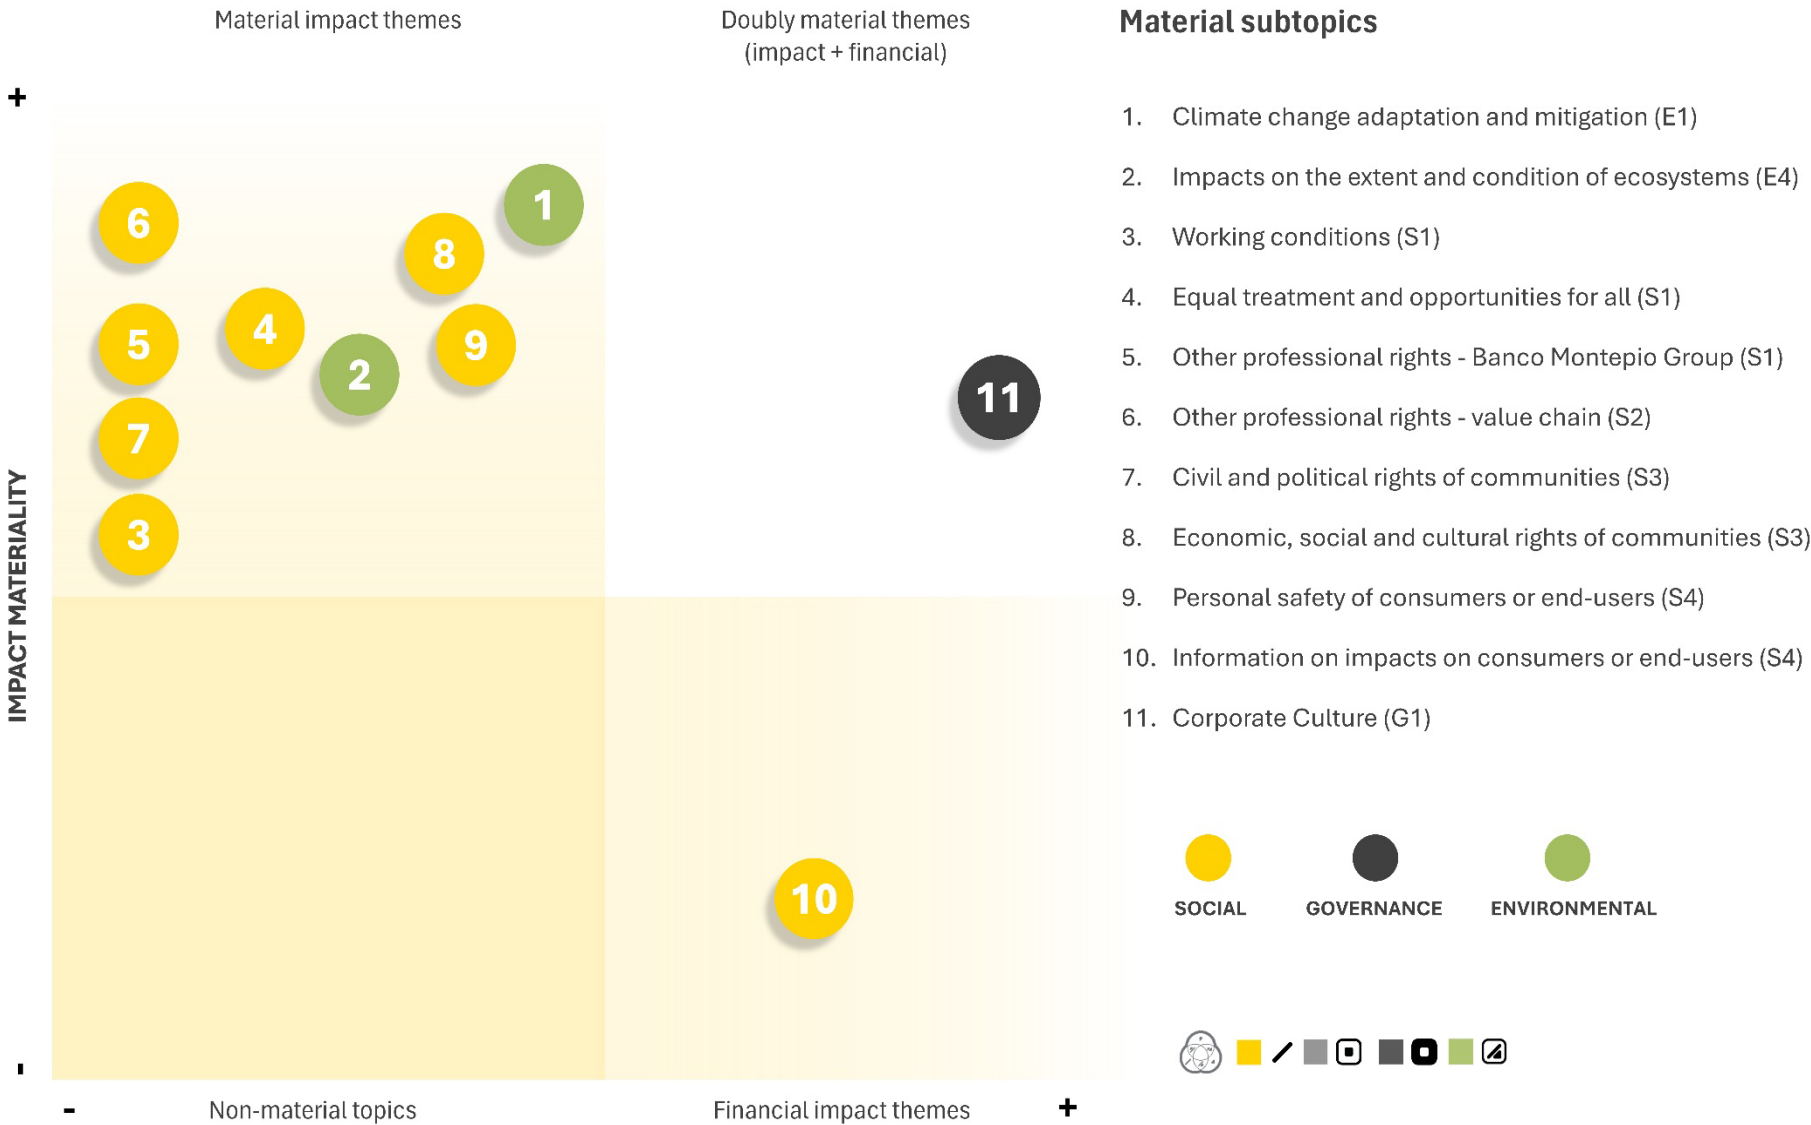 Material impact themes
Doubly material themes
(impact + financial)
Material subtopics
+
1. Climate change adaptation and mitigation (E1)
2. Impacts on the extent and condition of ecosystems (E4)
3. Working conditions (S1)
4. Equal treatment and opportunities for all (S1)
5. Other professional rights - Banco Montepio Group (S1)
6. Other professional rights - value chain (S2)
7. Civil and political rights of communities (S3)
8. Economic, social and cultural rights of communities (S3)
9. Personal safety of consumers or end-users (S4)
10. Information on impacts on consumers or end-users (S4)
11. Corporate Culture (G1)
1
6
8
4
5
9
2
11
7
3
10
IMPACT MATERIALITY
SOCIAL
GOVERNANCE
ENVIRONMENTAL
-
-
Non-material topics
Financial impact themes
+